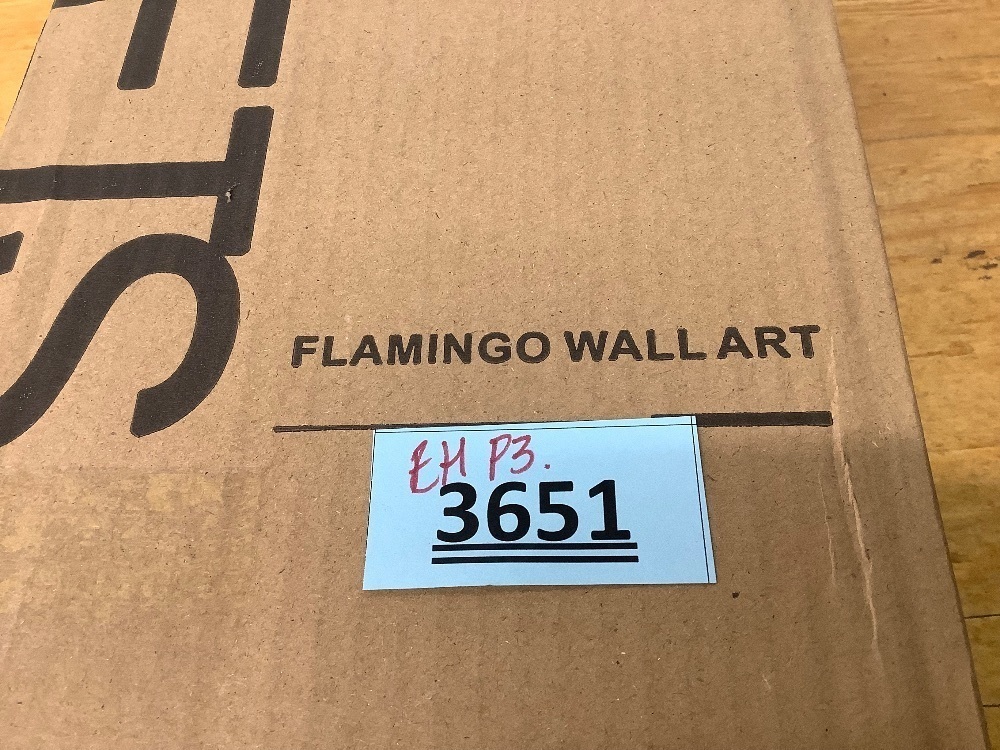 FLAMINGO WALL ART
EH P3.
3651